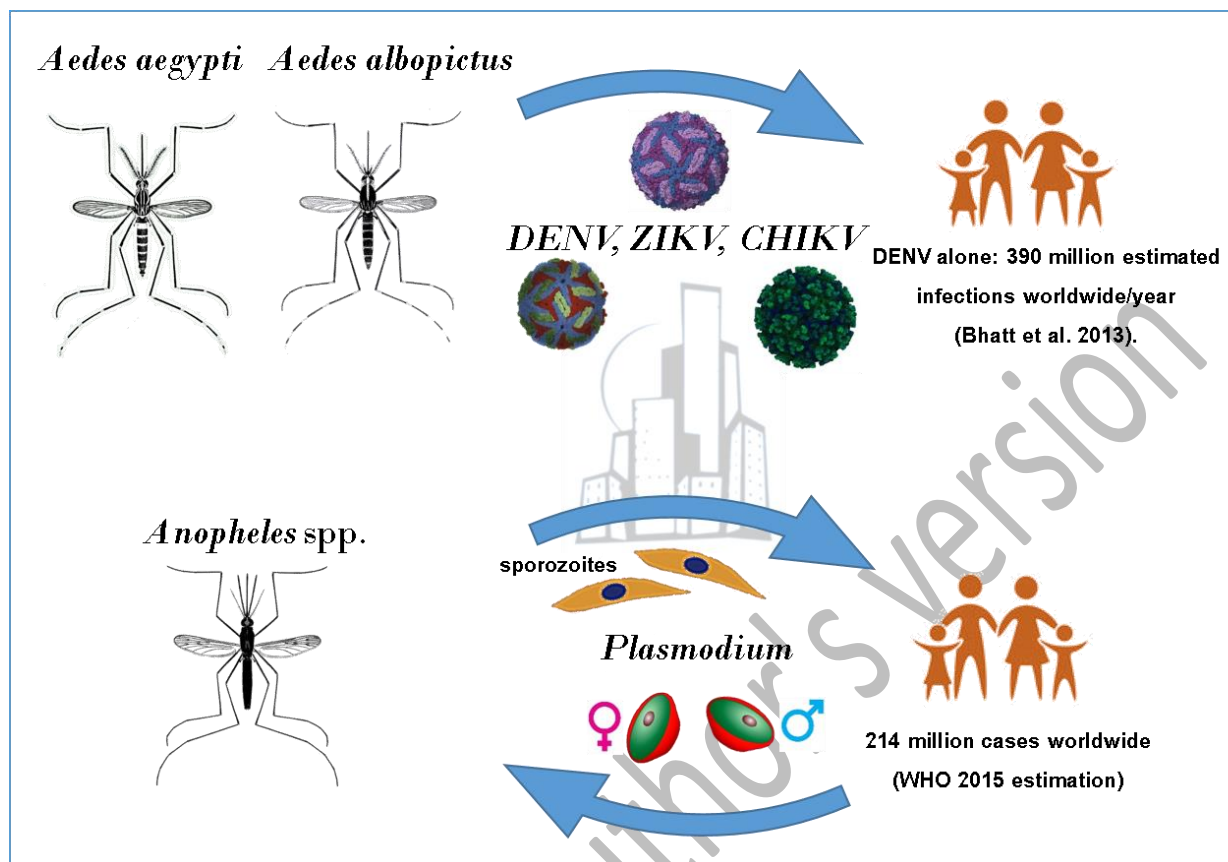 Aedes aegypti Aedes albopictus
DENV, ZIKV, CHIKV
DENV alone: 390 million estimated
infections worldwide/year
(Bhatt et al. 2013).
Anopheles spp.
sporozoites
Plasmodium
♀ ♂
214 million cases worldwide
(WHO 2015 estimation)
uthor's version